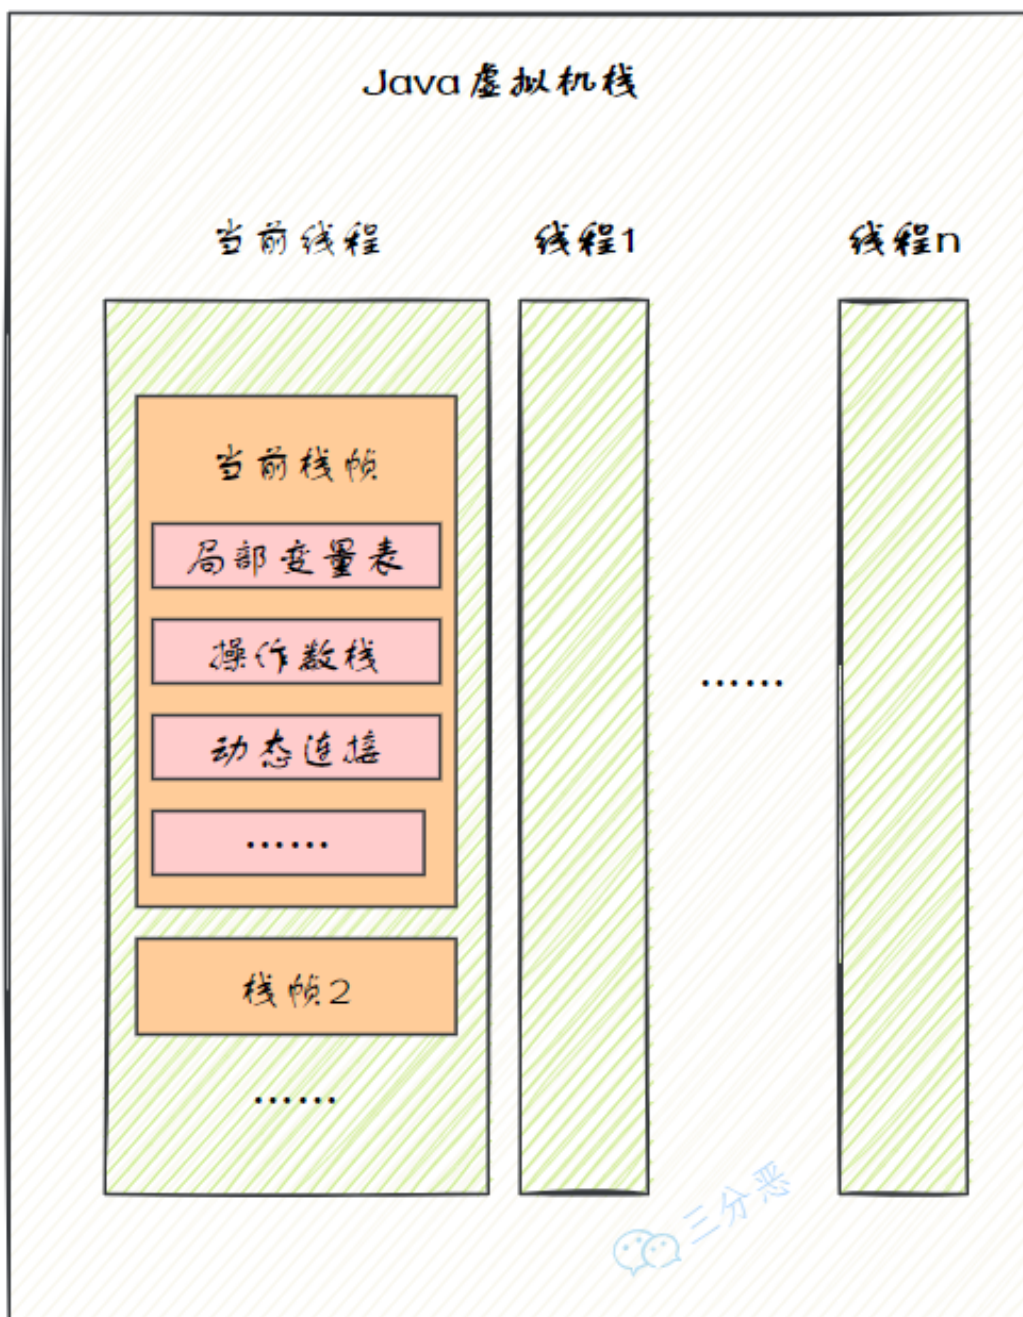 Java虚拟机栈
当前线程
线程1
线程n
当前栈帧
局部变量表
操作数栈
动态连接
……
栈帧2
……
……
三分恶